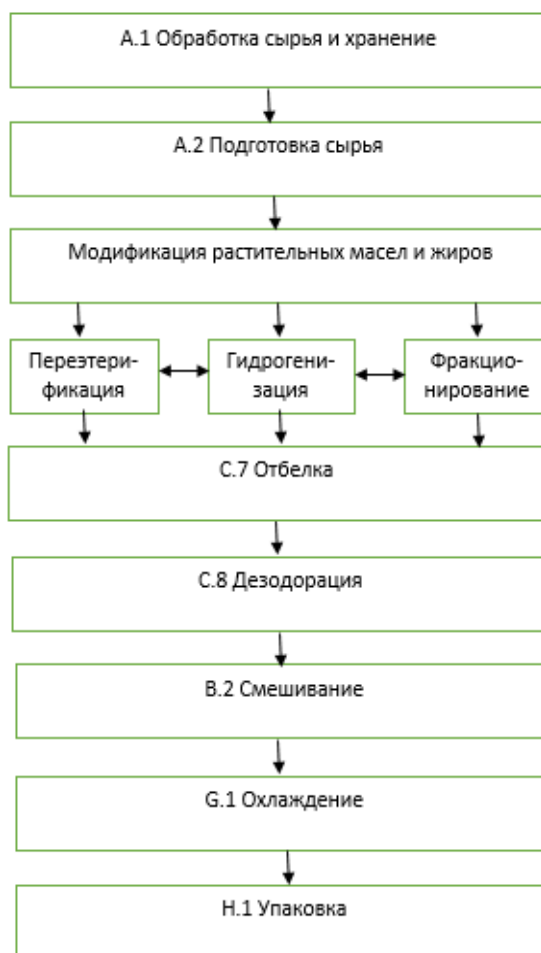 А.1 Обработка сырья и хранение
А.2 Подготовка сырья
Модификация растительных масел и жиров
Переэтери-
фикация
Гидрогени-
зация
Фракцио-
нирование
С.7 Отбелка
С.8 Дезодорация
В.2 Смешивание
G.1 Охлаждение
Н.1 Упаковка